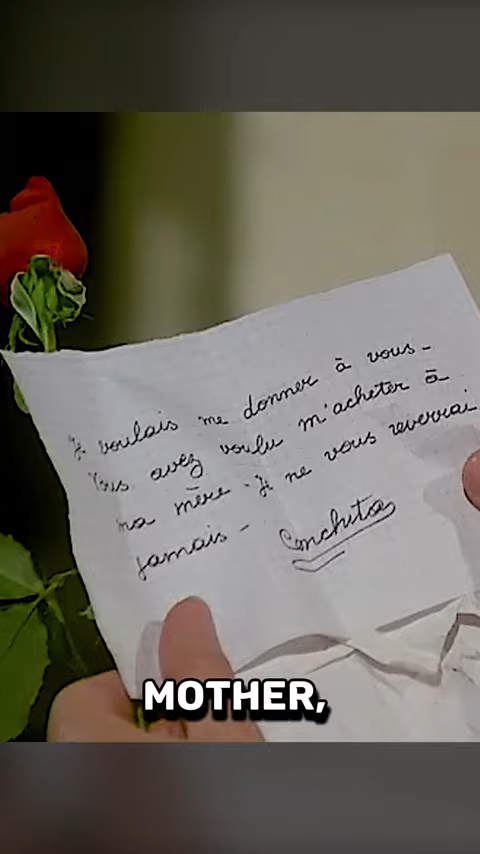 Je voulais me donner à vous -
Vous avez voulu m'acheter à
ma mère - Je ne vous reverrai
jamais - Conchita
MOTHER,